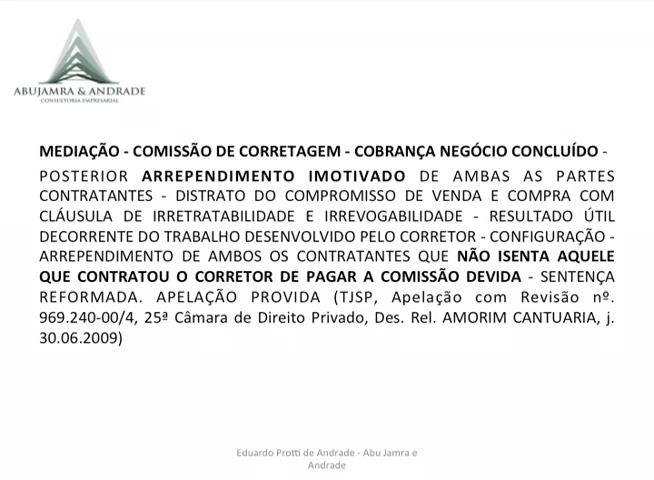 ABUJAMRA & ANDRADE
CONSULTORIA EMPRESARIAL
MEDIAÇÃO - COMISSÃO DE CORRETAGEM - COBRANÇA NEGÓCIO CONCLUÍDO -
POSTERIOR ARREPENDIMENTO IMOTIVADO DE AMBAS AS PARTES
CONTRATANTES - DISTRATO DO COMPROMISSO DE VENDA E COMPRA COM
CLÁUSULA DE IRRETRATABILIDADE E IRREVOGABILIDADE - RESULTADO ÚTIL
DECORRENTE DO TRABALHO DESENVOLVIDO PELO CORRETOR - CONFIGURAÇÃO -
ARREPENDIMENTO DE AMBOS OS CONTRATANTES QUE NÃO ISENTA AQUELE
QUE CONTRATOU O CORRETOR DE PAGAR A COMISSÃO DEVIDA - SENTENÇA
REFORMADA. APELAÇÃO PROVIDA (TJSP, Apelação com Revisão nº.
969.240-00/4, 25ª Câmara de Direito Privado, Des. Rel. AMORIM CANTUARIA, j.
30.06.2009)
Eduardo Protti de Andrade - Abu Jamra e
Andrade